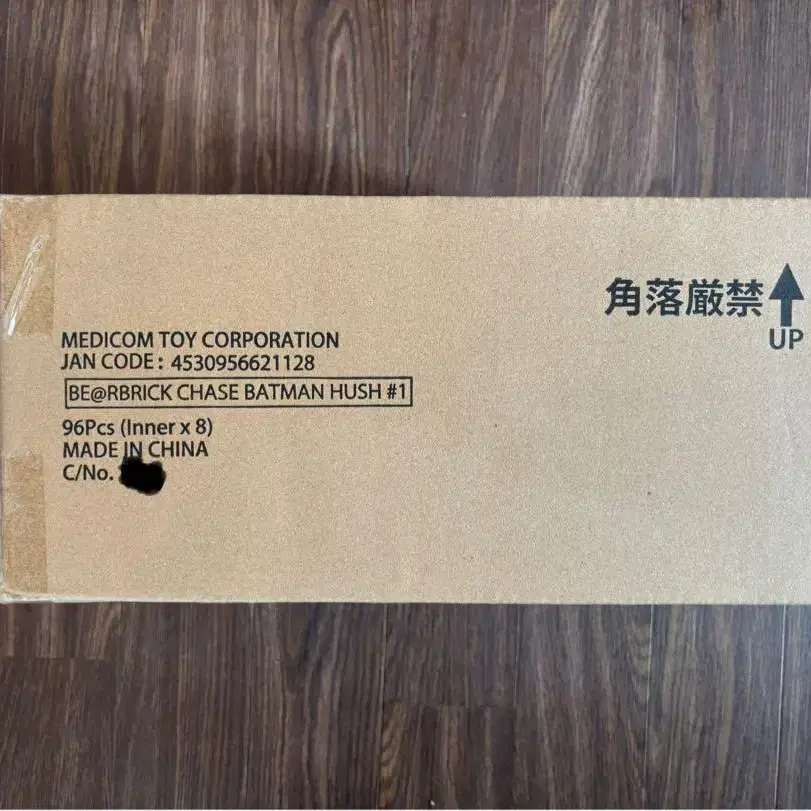 角落厳禁
UP
MEDICOM TOY CORPORATION
JAN CODE : 4530956621128
BE@RBRICK CHASE BATMAN HUSH #1
96Pcs (Inner x 8)
MADE IN CHINA
C/No.